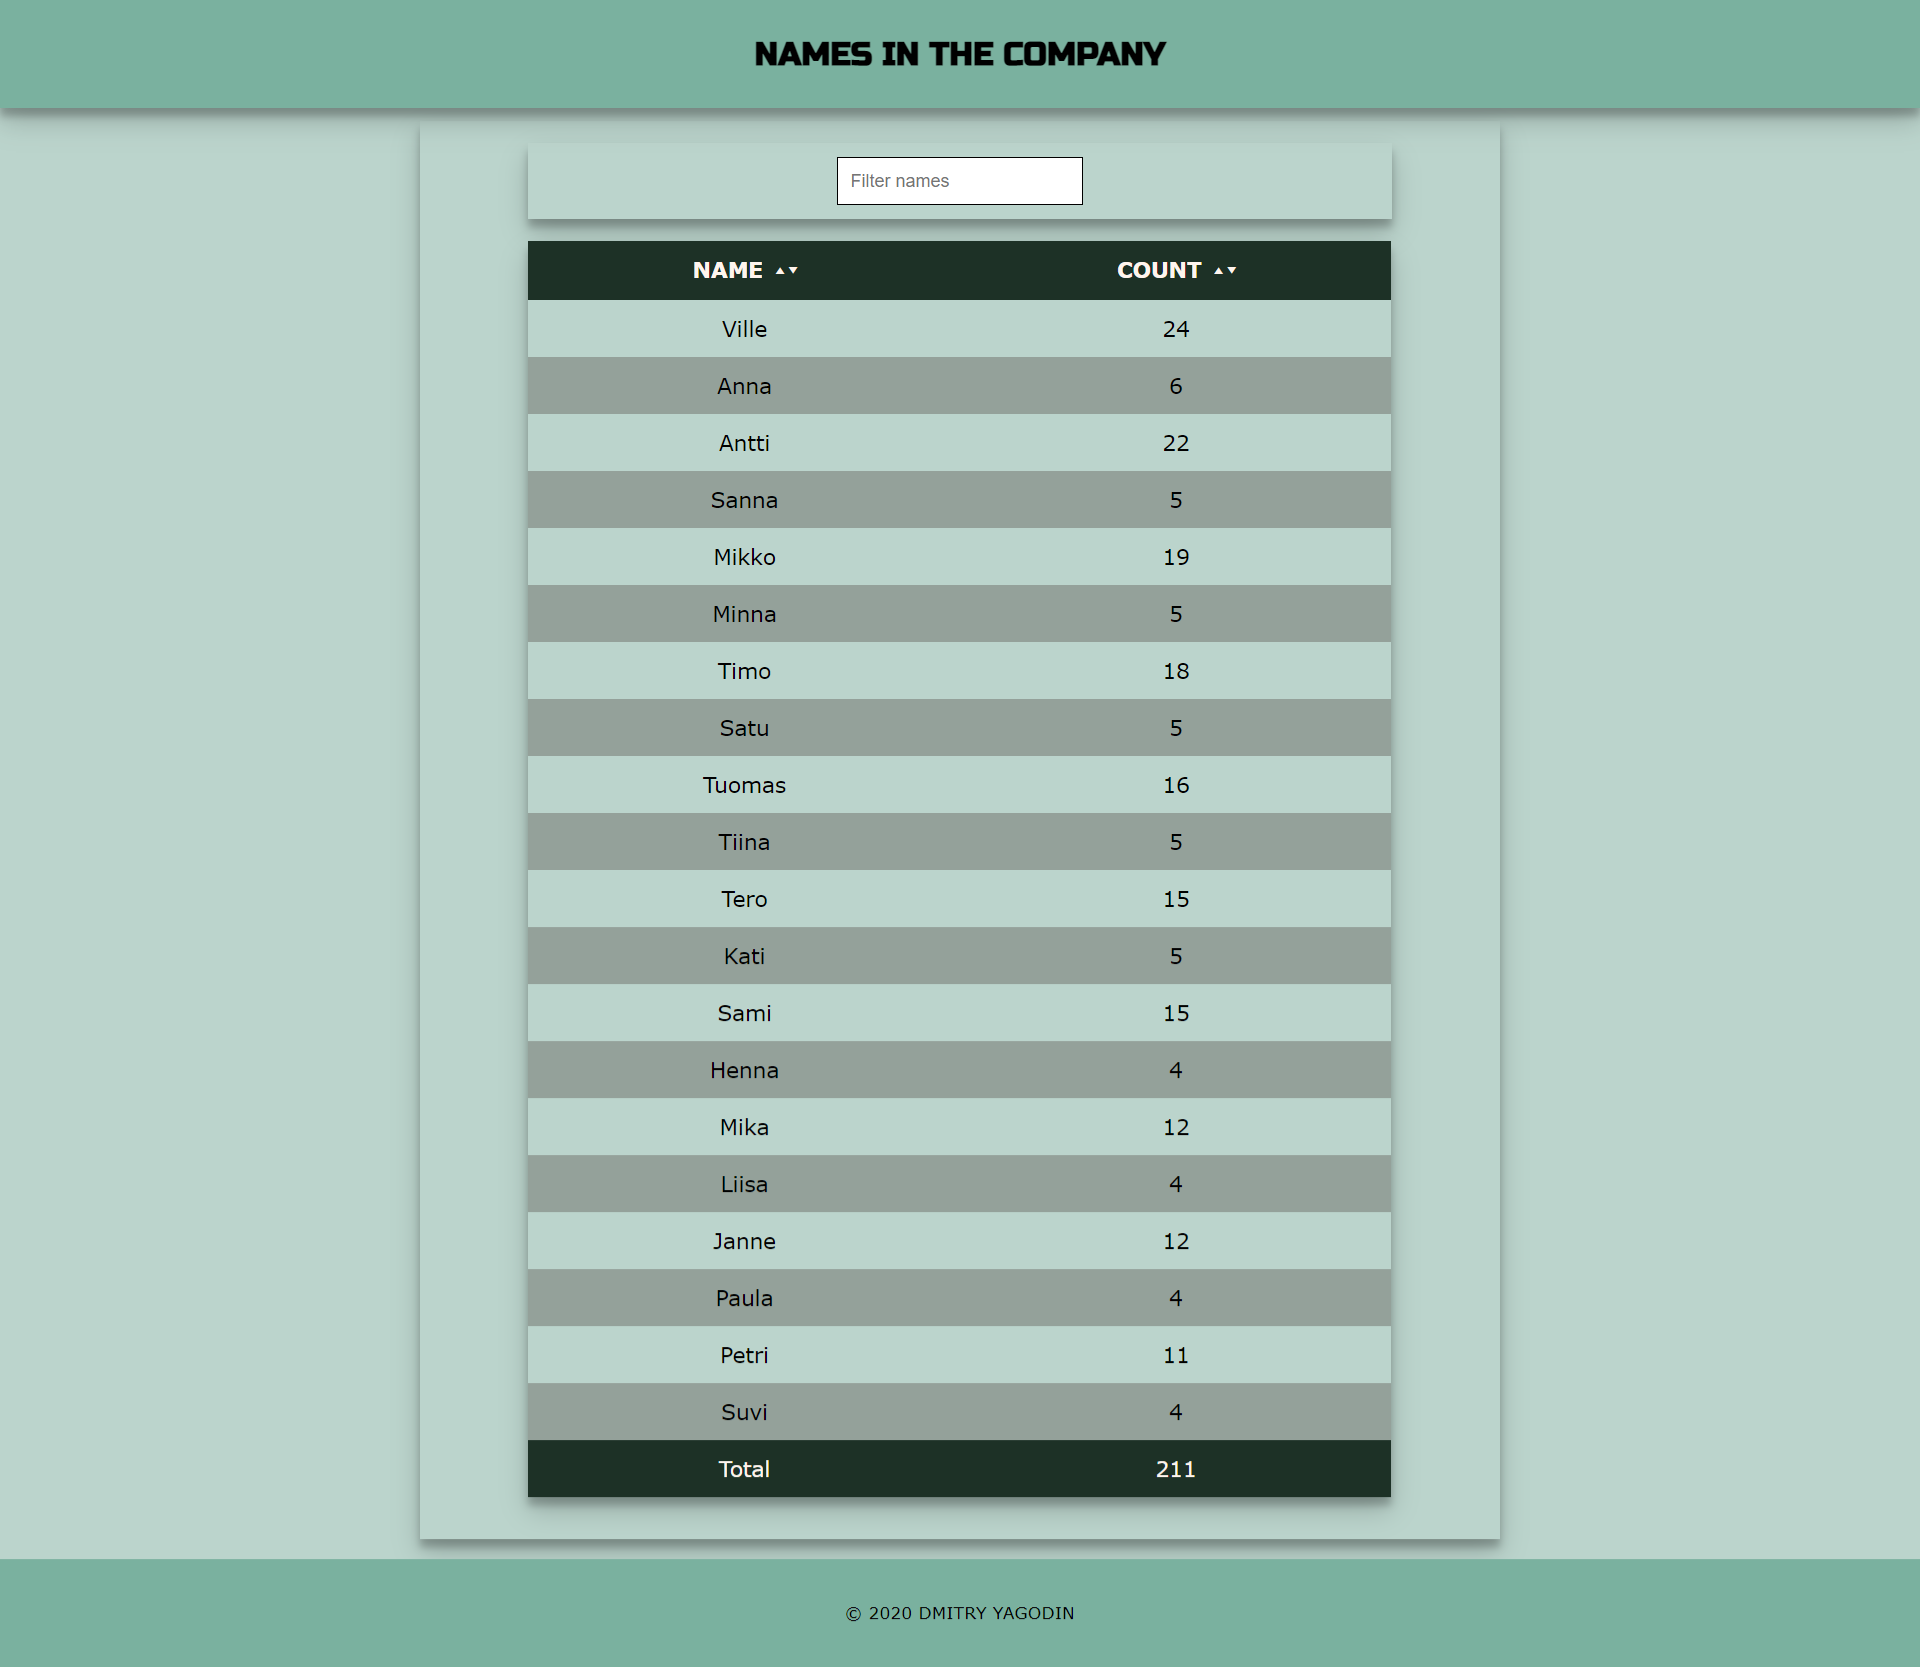 NAMES IN THE COMPANY
Filter names
NAME ▲▼ COUNT ▲▼
Ville 24
Anna 6
Antti 22
Sanna 5
Mikko 19
Minna 5
Timo 18
Satu 5
Tuomas 16
Tiina 5
Tero 15
Kati 5
Sami 15
Henna 4
Mika 12
Liisa 4
Janne 12
Paula 4
Petri 11
Suvi 4
Total 211
© 2020 DMITRY YAGODIN